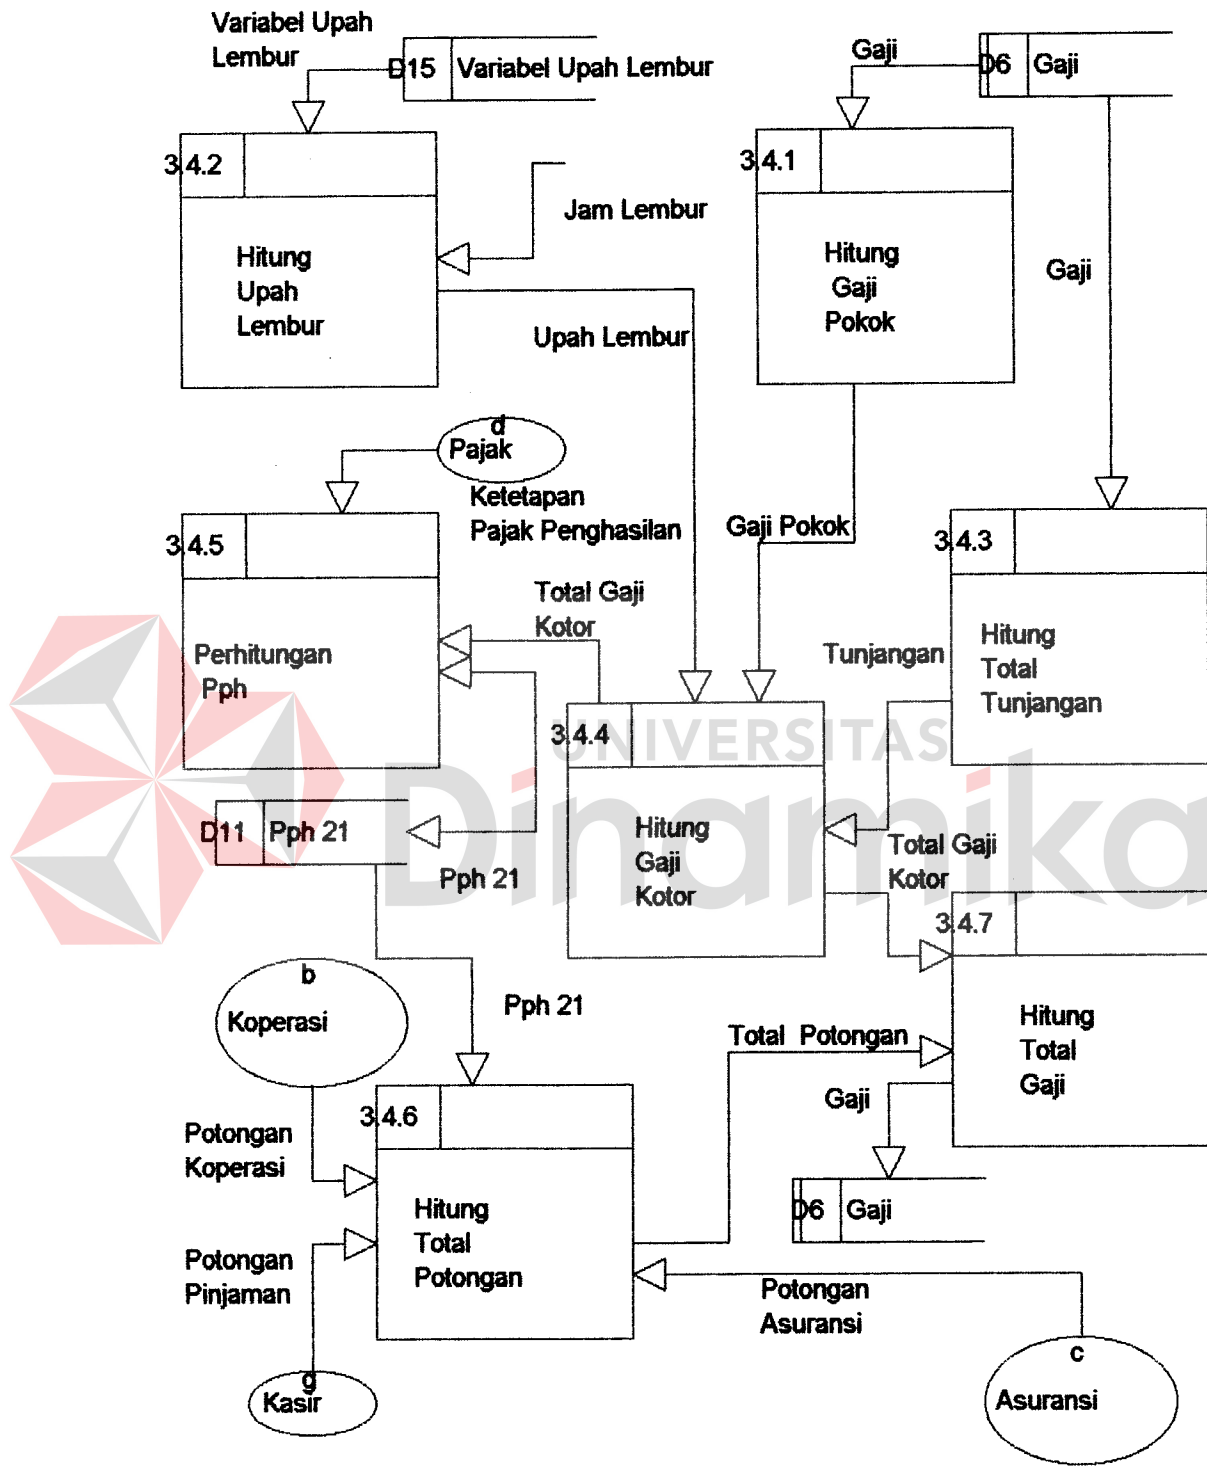 Variabel Upah
Lembur
D15 Variabel Upah Lembur
Gaji
D6 Gaji
3.4.2
Hitung
Upah
Lembur
Jam Lembur
3.4.1
Hitung
Gaji
Pokok
Gaji
Upah Lembur
d
Pajak
Ketetapan
Pajak Penghasilan
Gaji Pokok
3.4.5
Perhitungan
Pph
Total Gaji
Kotor
3.4.3
Hitung
Total
Tunjangan
Tunjangan
3.4.4
Hitung
Gaji
Kotor
UNIVERSITAS
Dinamika
D11 Pph 21
Pph 21
Total Gaji
Kotor
3.4.7
Hitung
Total
Gaji
b
Koperasi
Pph 21
Total Potongan
Gaji
3.4.6
Hitung
Total
Potongan
Potongan
Koperasi
D6 Gaji
Potongan
Pinjaman
Potongan
Asuransi
g
Kasir
c
Asuransi